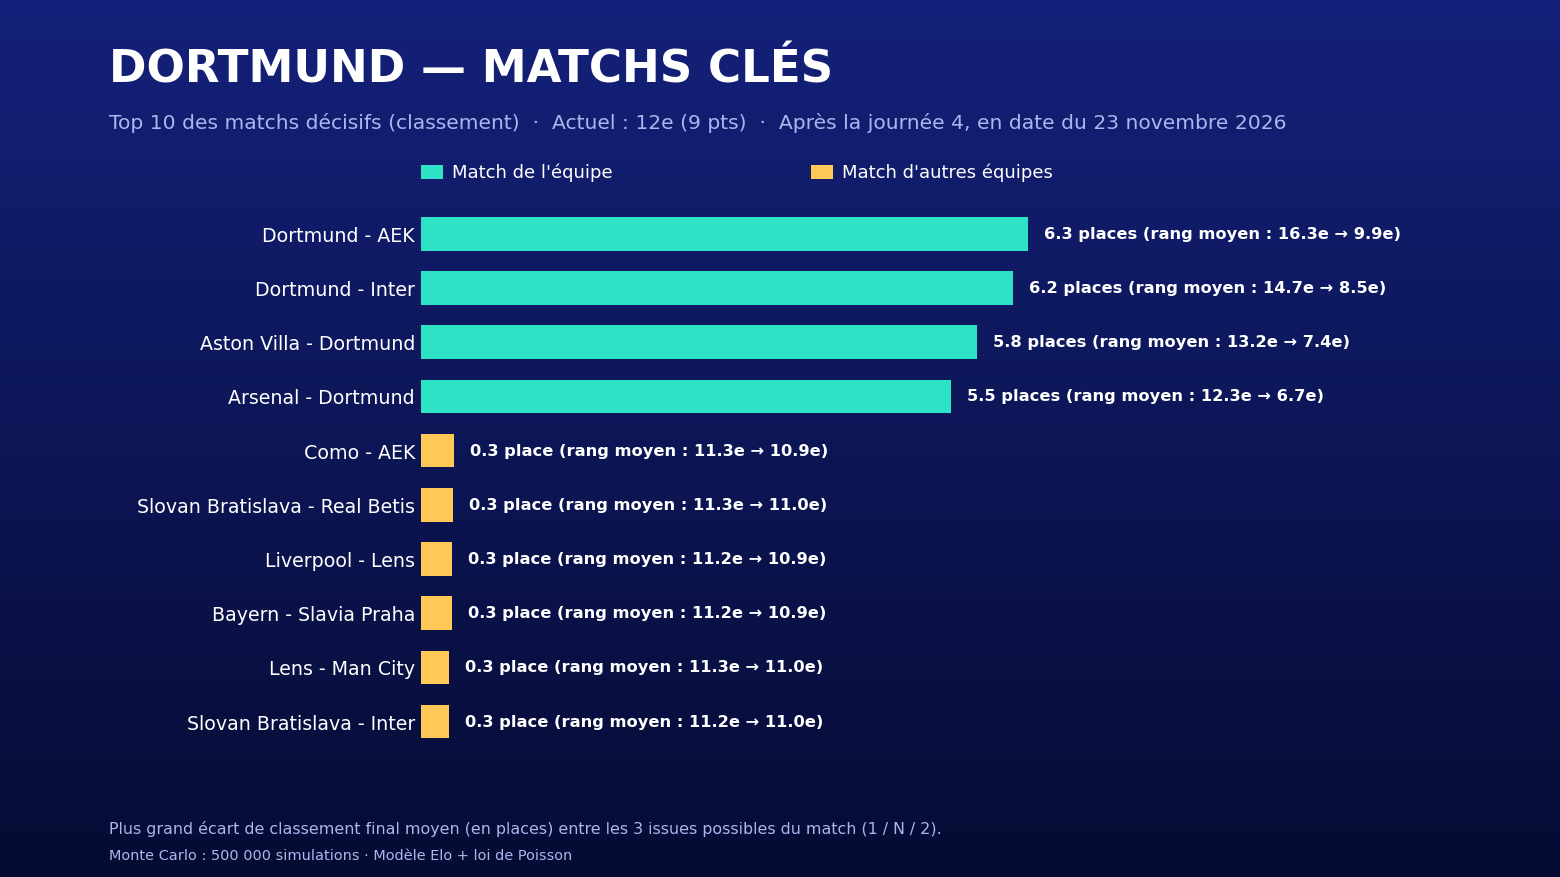 DORTMUND — MATCHS CLÉS
Top 10 des matchs décisifs (classement)  ·  Actuel : 12e (9 pts)  ·  Après la journée 4, en date du 23 novembre 2026
Match de l'équipe
Match d'autres équipes
Dortmund - AEK 6.3 places (rang moyen : 16.3e → 9.9e)
Dortmund - Inter 6.2 places (rang moyen : 14.7e → 8.5e)
Aston Villa - Dortmund 5.8 places (rang moyen : 13.2e → 7.4e)
Arsenal - Dortmund 5.5 places (rang moyen : 12.3e → 6.7e)
Como - AEK 0.3 place (rang moyen : 11.3e → 10.9e)
Slovan Bratislava - Real Betis 0.3 place (rang moyen : 11.3e → 11.0e)
Liverpool - Lens 0.3 place (rang moyen : 11.2e → 10.9e)
Bayern - Slavia Praha 0.3 place (rang moyen : 11.2e → 10.9e)
Lens - Man City 0.3 place (rang moyen : 11.3e → 11.0e)
Slovan Bratislava - Inter 0.3 place (rang moyen : 11.2e → 11.0e)
Plus grand écart de classement final moyen (en places) entre les 3 issues possibles du match (1 / N / 2).
Monte Carlo : 500 000 simulations · Modèle Elo + loi de Poisson